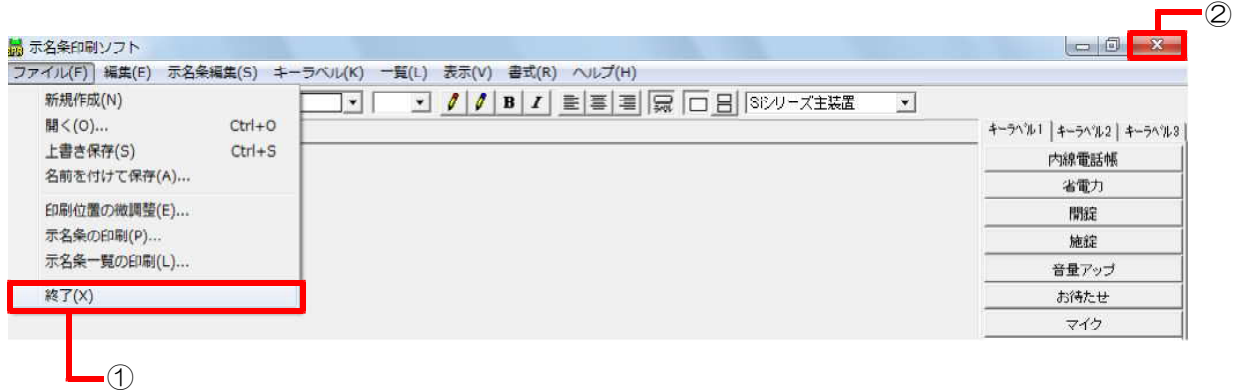 ②
示名条印刷ソフト
ファイル(F) 編集(E) 示名条編集(S) キーラベル(K) 一覧(L) 表示(V) 書式(R) ヘルプ(H)
新規作成(N)
開く(O)... Ctrl+O
上書き保存(S) Ctrl+S
名前を付けて保存(A)...
印刷位置の微調整(E)...
示名条の印刷(P)...
示名条一覧の印刷(L)...
終了(X)
B I Siシリーズ主装置
キーラベル1 キーラベル2 キーラベル3
内線電話帳
省電力
開錠
施錠
音量アップ
お待たせ
マイク
①